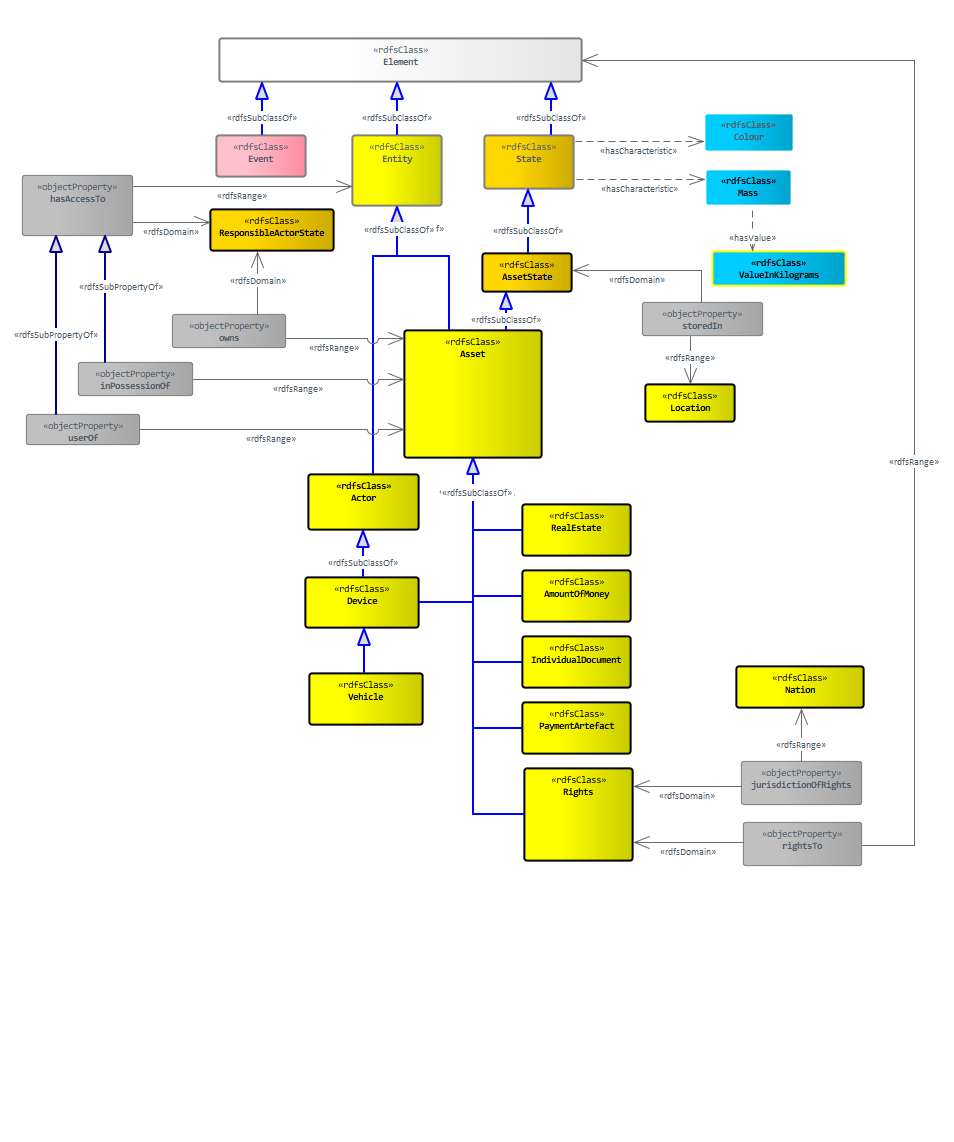 «rdfsClass»
Element
«rdfsSubClassOf»
«rdfsSubClassOf»
«rdfsSubClassOf»
«rdfsClass»
Event
«rdfsClass»
Entity
«rdfsClass»
State
«hasCharacteristic»
«rdfsClass»
Colour
«hasCharacteristic»
«rdfsClass»
Mass
«objectProperty»
hasAccessTo
«rdfsRange»
«rdfsDomain»
«rdfsClass»
ResponsibleActorState
«rdfsSubClassOf»
«rdfsSubClassOf»
«hasValue»
«rdfsClass»
ValueInKilograms
«rdfsClass»
AssetState
«rdfsDomain»
«rdfsDomain»
«rdfsSubPropertyOf»
«rdfsSubPropertyOf»
«objectProperty»
storedIn
«objectProperty»
owns
«rdfsRange»
«rdfsSubClassOf»
«rdfsClass»
Asset
«rdfsRange»
«objectProperty»
inPossessionOf
«rdfsRange»
«rdfsClass»
Location
«objectProperty»
userOf
«rdfsRange»
«rdfsRange»
«rdfsClass»
Actor
«rdfsSubClassOf»
«rdfsClass»
RealEstate
«rdfsSubClassOf»
«rdfsClass»
Device
«rdfsClass»
AmountOfMoney
«rdfsClass»
IndividualDocument
«rdfsClass»
Vehicle
«rdfsClass»
PaymentArtefact
«rdfsClass»
Nation
«rdfsRange»
«rdfsClass»
Rights
«rdfsDomain»
«objectProperty»
jurisdictionOfRights
«rdfsDomain»
«objectProperty»
rightsTo